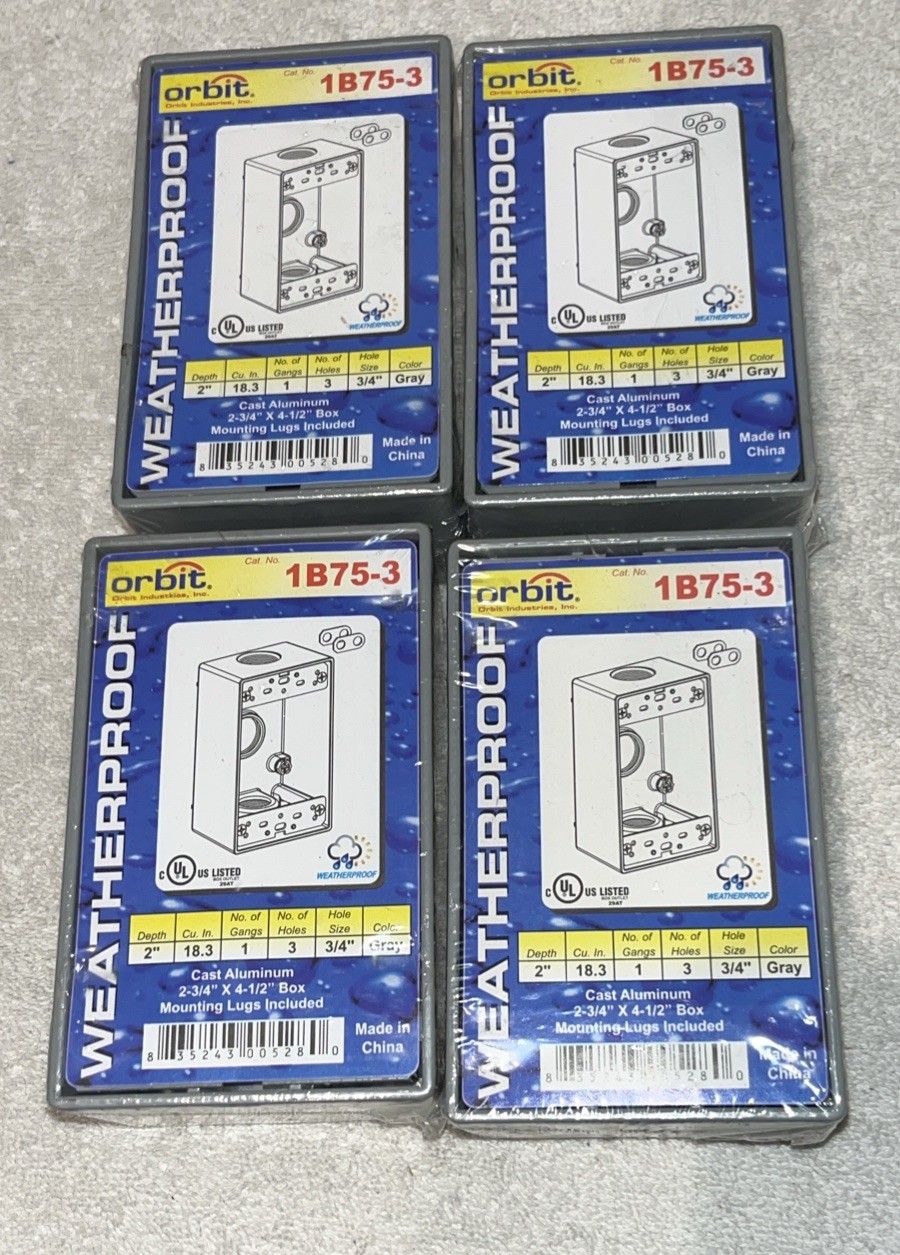 orbit. Cat. No. 1B75-3
Orbit Industries, Inc.
WEATHERPROOF
C UL US LISTED
WEATHERPROOF
Depth Cu. In. No. of Gangs No. of Holes Hole Size Color
2" 18.3 1 3 3/4" Gray
Cast Aluminum
2-3/4" X 4-1/2" Box
Mounting Lugs Included
8 35243 00528 0
Made in
China
orbit. Cat. No. 1B75-3
Orbit Industries, Inc.
WEATHERPROOF
C UL US LISTED
WEATHERPROOF
Depth Cu. In. No. of Gangs No. of Holes Hole Size Color
2" 18.3 1 3 3/4" Gray
Cast Aluminum
2-3/4" X 4-1/2" Box
Mounting Lugs Included
8 35243 00528 0
Made in
China
orbit. Cat. No. 1B75-3
Orbit Industries, Inc.
WEATHERPROOF
C UL US LISTED
BOX OUTLET
29AT
WEATHERPROOF
Depth Cu. In. No. of Gangs No. of Holes Hole Size
2" 18.3 1 3 3/4" Gray
Cast Aluminum
2-3/4" X 4-1/2" Box
Mounting Lugs Included
8 35243 00528 0
Made in
China
orbit. Cat. No. 1B75-3
Orbit Industries, Inc.
WEATHERPROOF
C UL US LISTED
BOX OUTLET
29AT
WEATHERPROOF
Depth Cu. In. No. of Gangs No. of Holes Hole Size Color
2" 18.3 1 3 3/4" Gray
Cast Aluminum
2-3/4" X 4-1/2" Box
Mounting Lugs Included
Made in
China